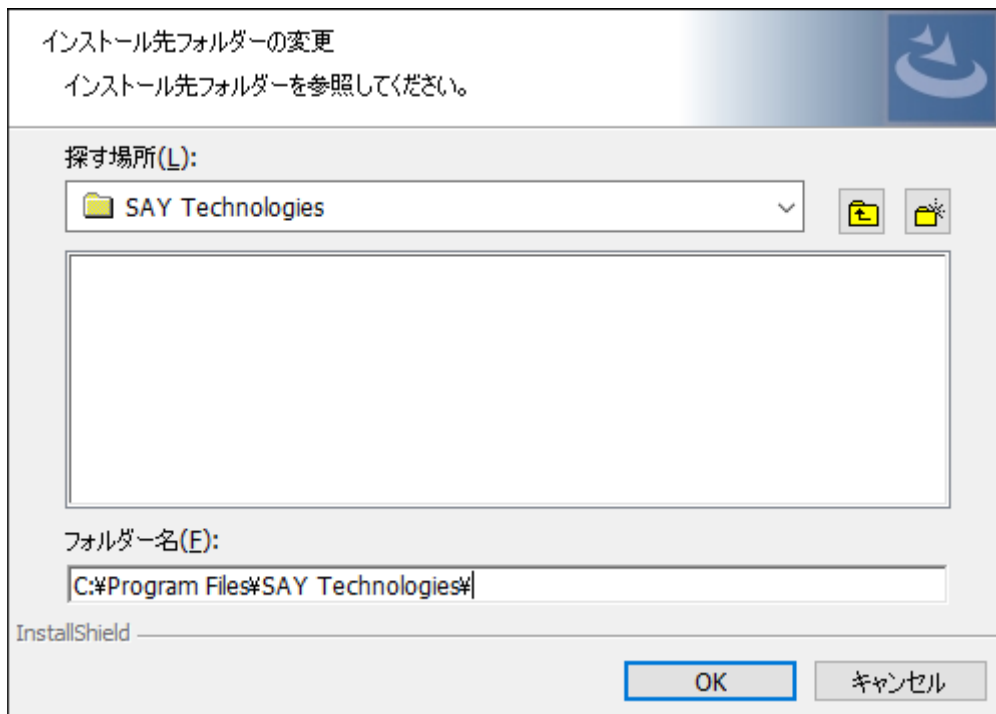 インストール先フォルダーの変更
インストール先フォルダーを参照してください。
探す場所(L):
SAY Technologies
フォルダー名(F):
C:¥Program Files¥SAY Technologies¥
InstallShield
OK
キャンセル